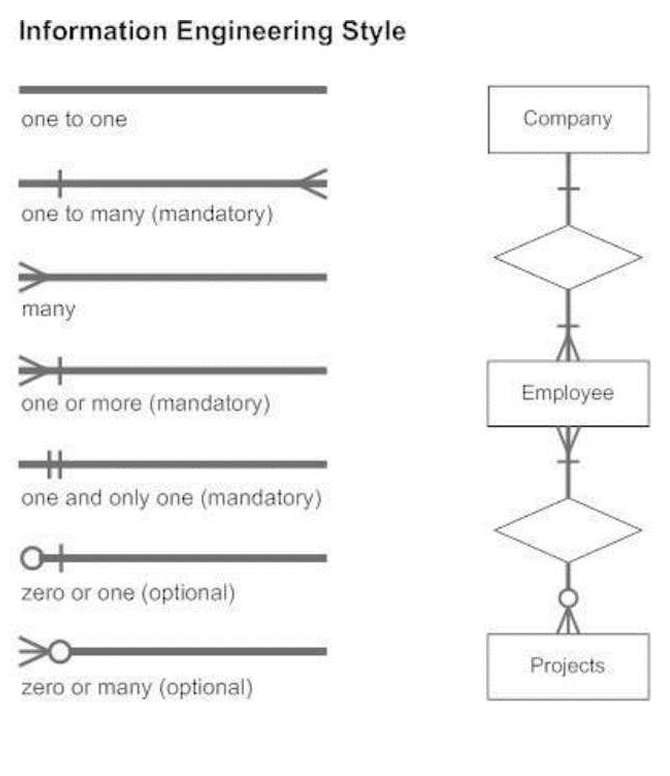 Information Engineering Style
one to one
one to many (mandatory)
many
one or more (mandatory)
one and only one (mandatory)
zero or one (optional)
zero or many (optional)
Company
Employee
Projects